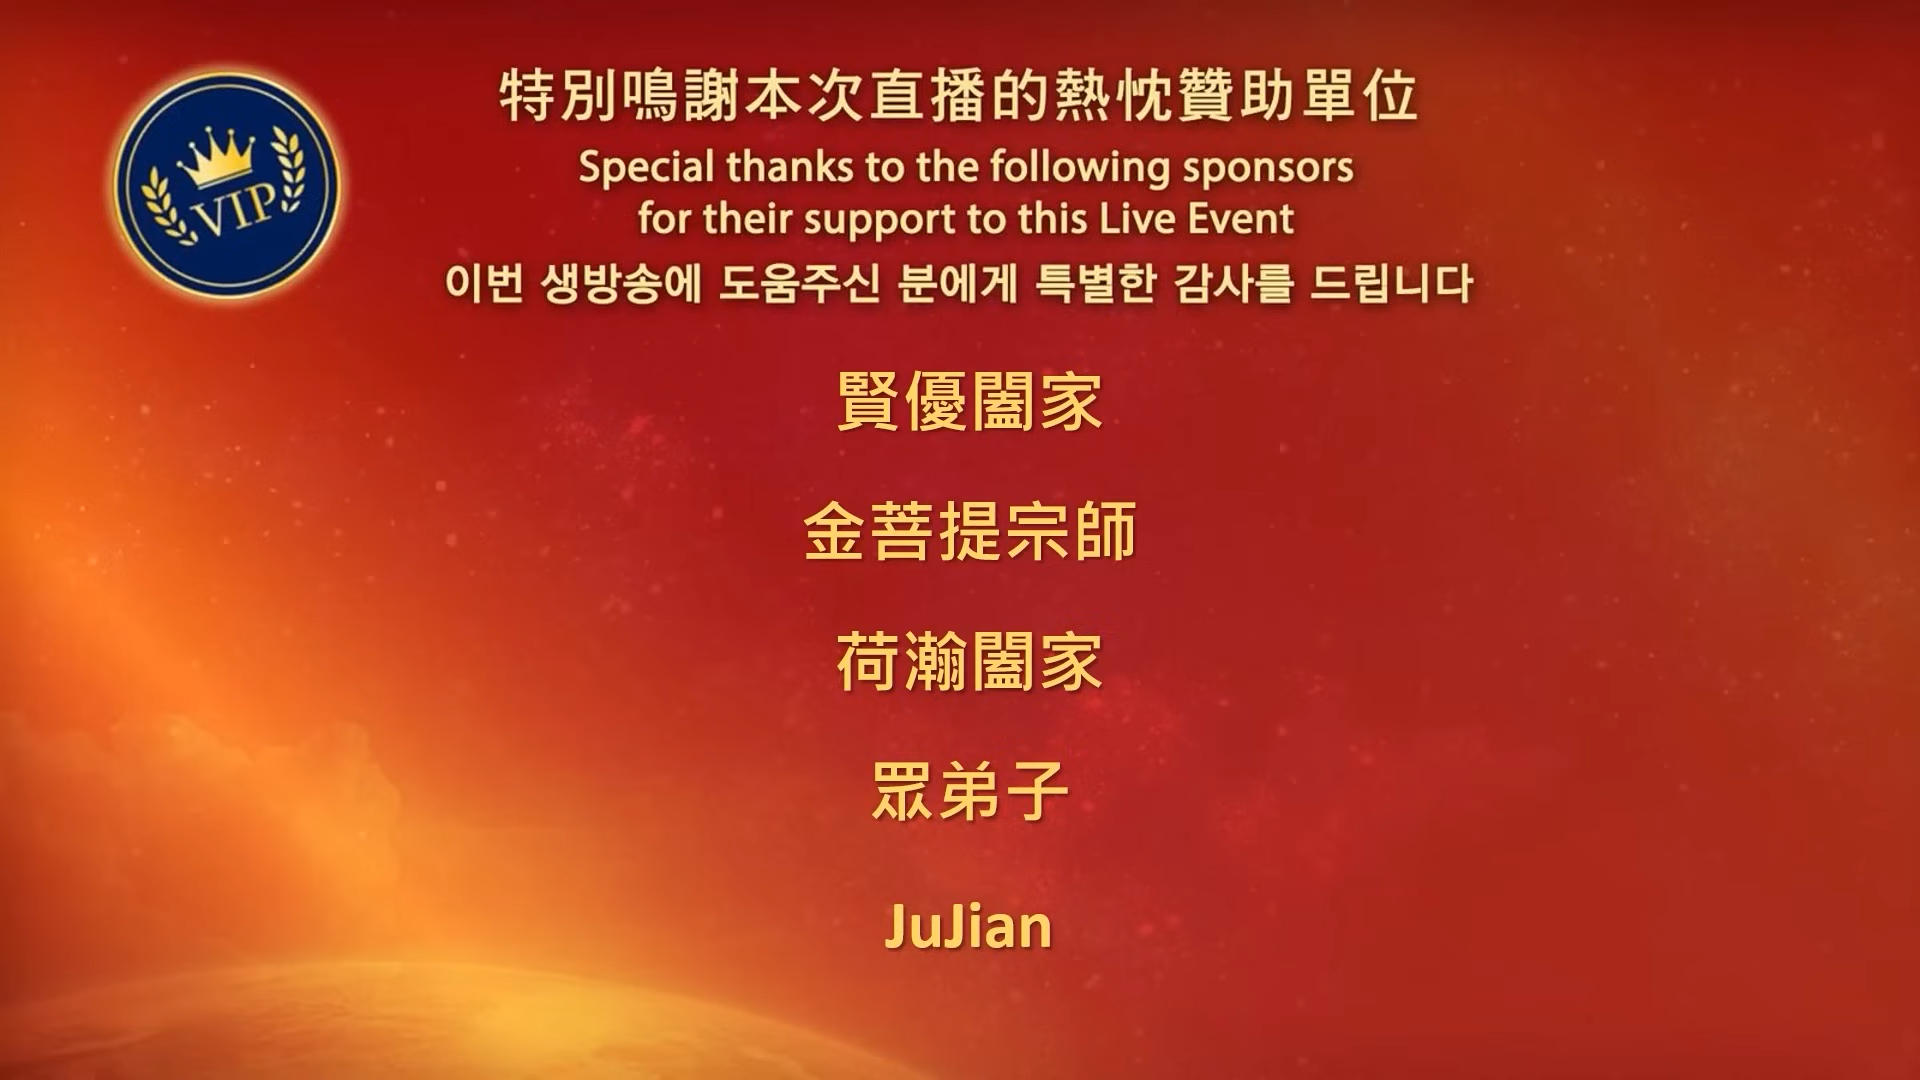 VIP
特別鳴謝本次直播的熱忱贊助單位
Special thanks to the following sponsors
for their support to this Live Event
이번 생방송에 도움주신 분에게 특별한 감사를 드립니다
賢優闔家
金菩提宗師
荷瀚闔家
眾弟子
JuJian